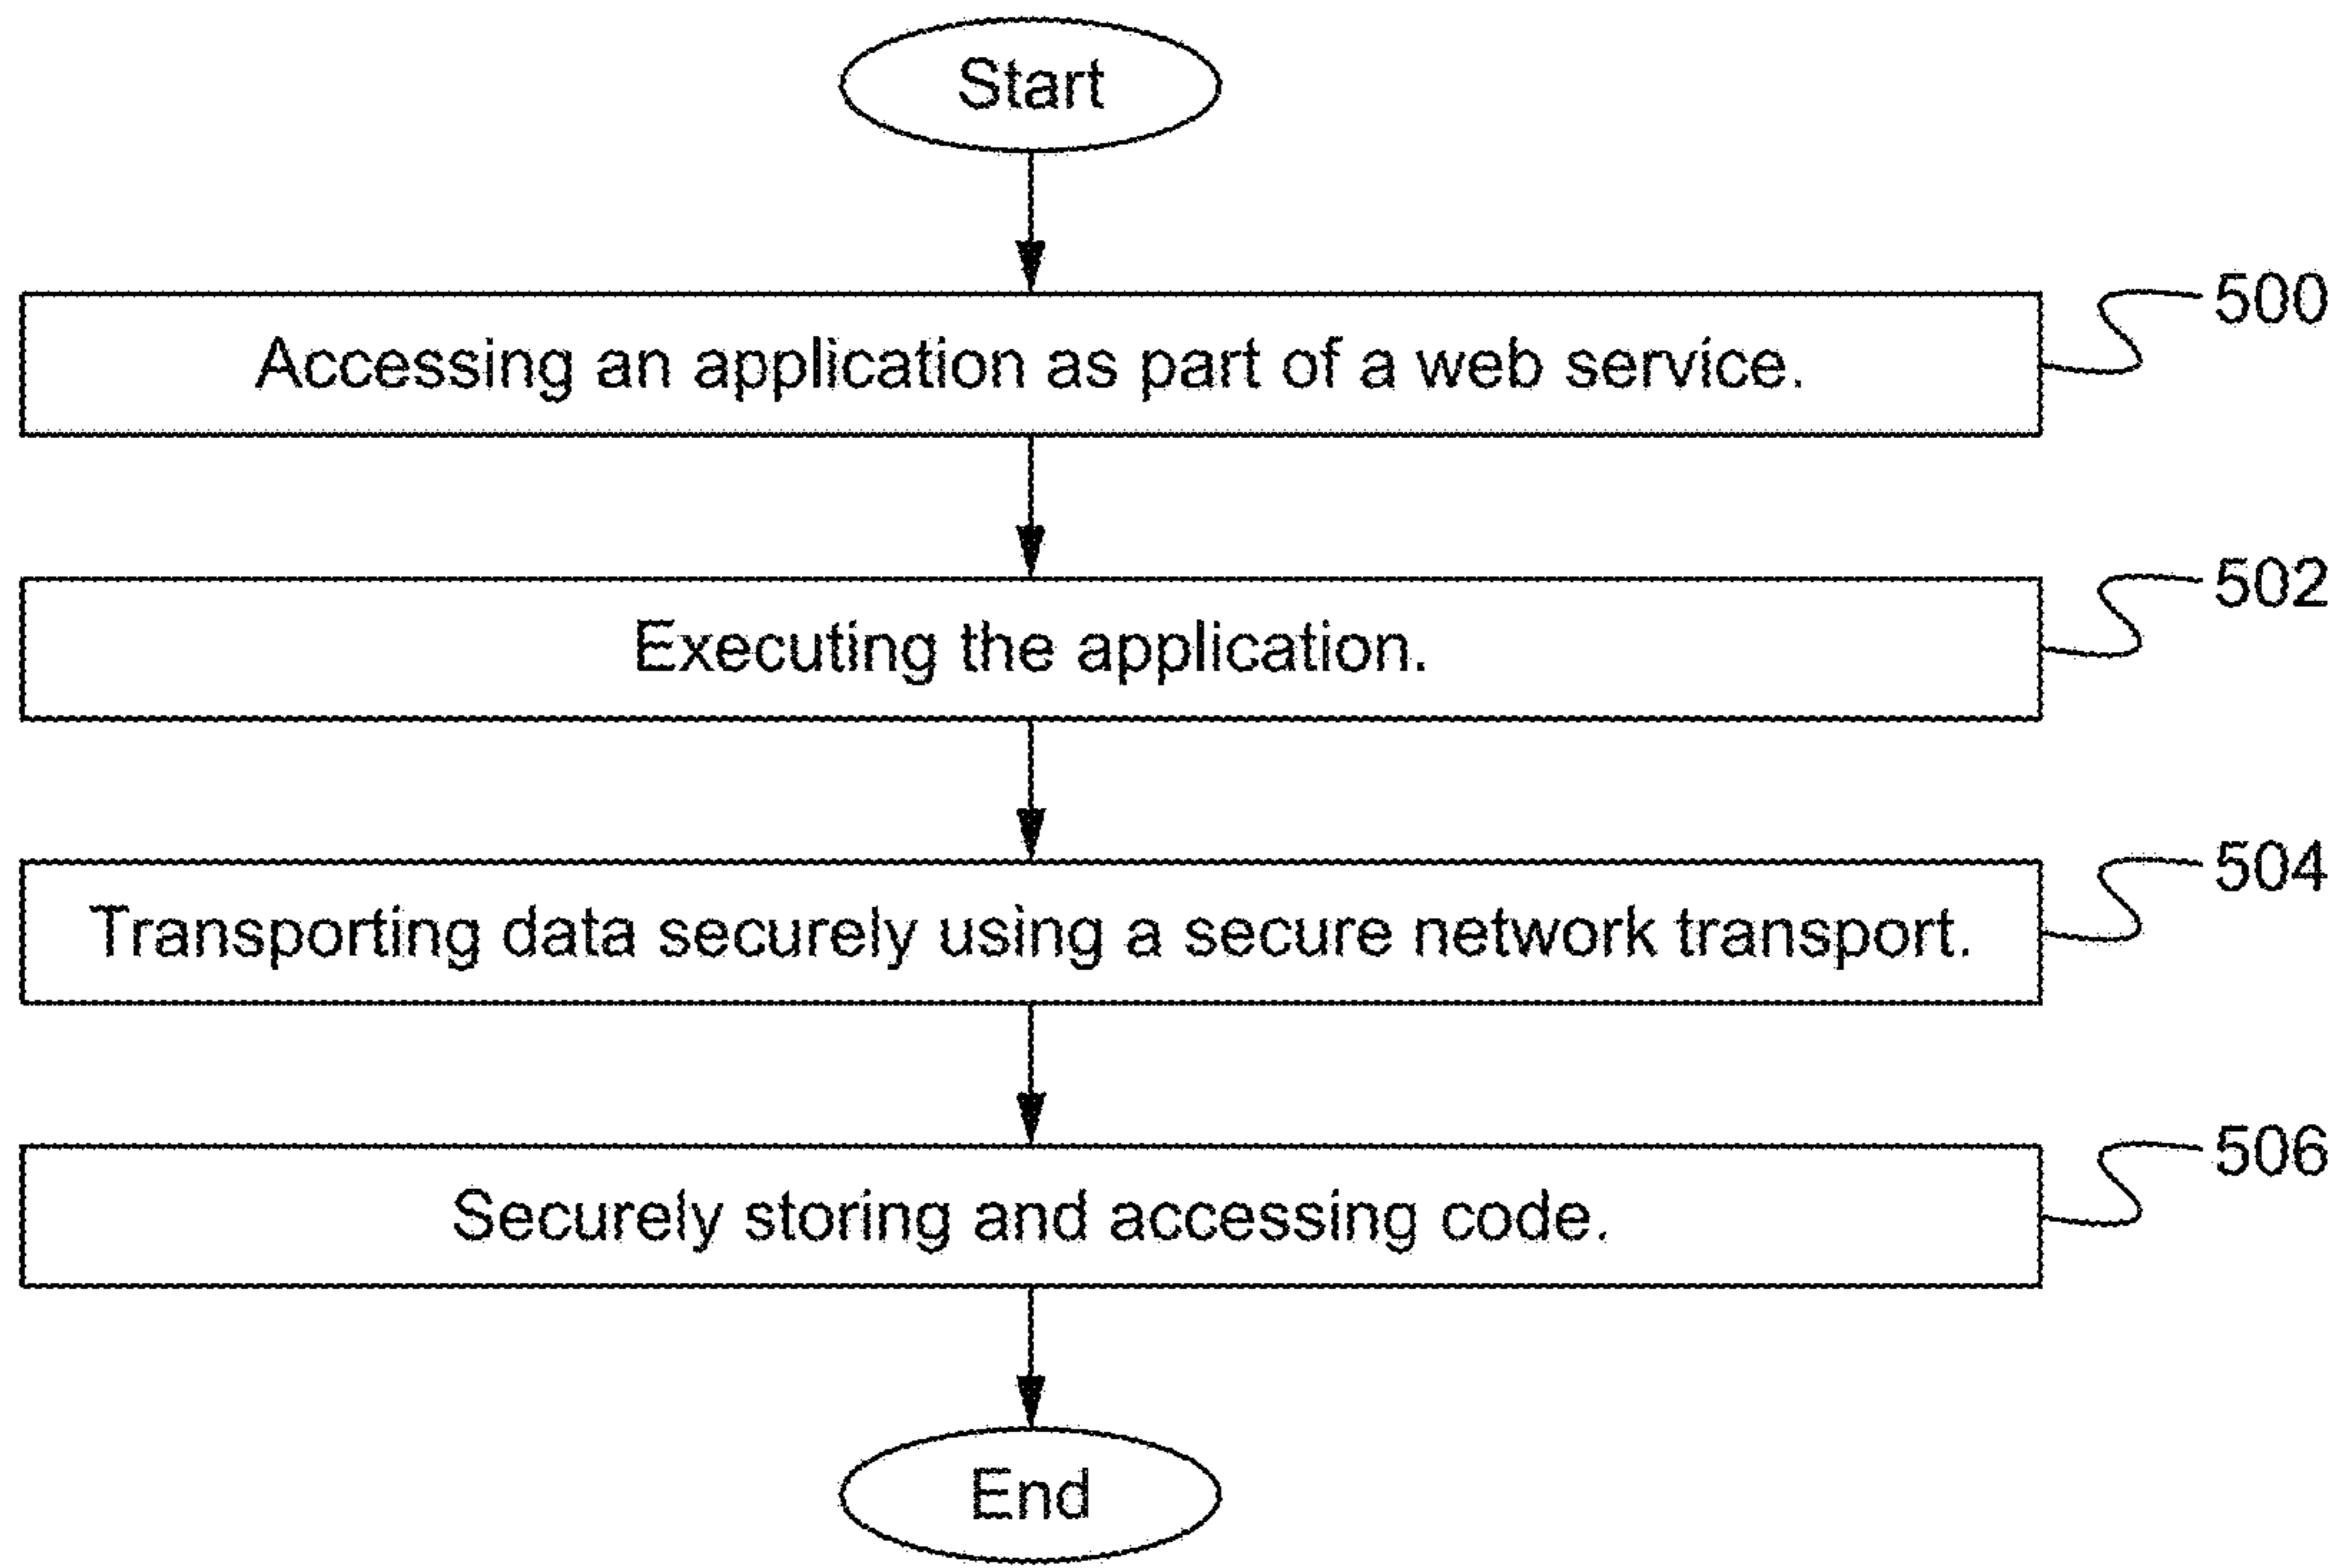 Start
500
Accessing an application as part of a web service.
502
Executing the application.
504
Transporting data securely using a secure network transport.
506
Securely storing and accessing code.
End